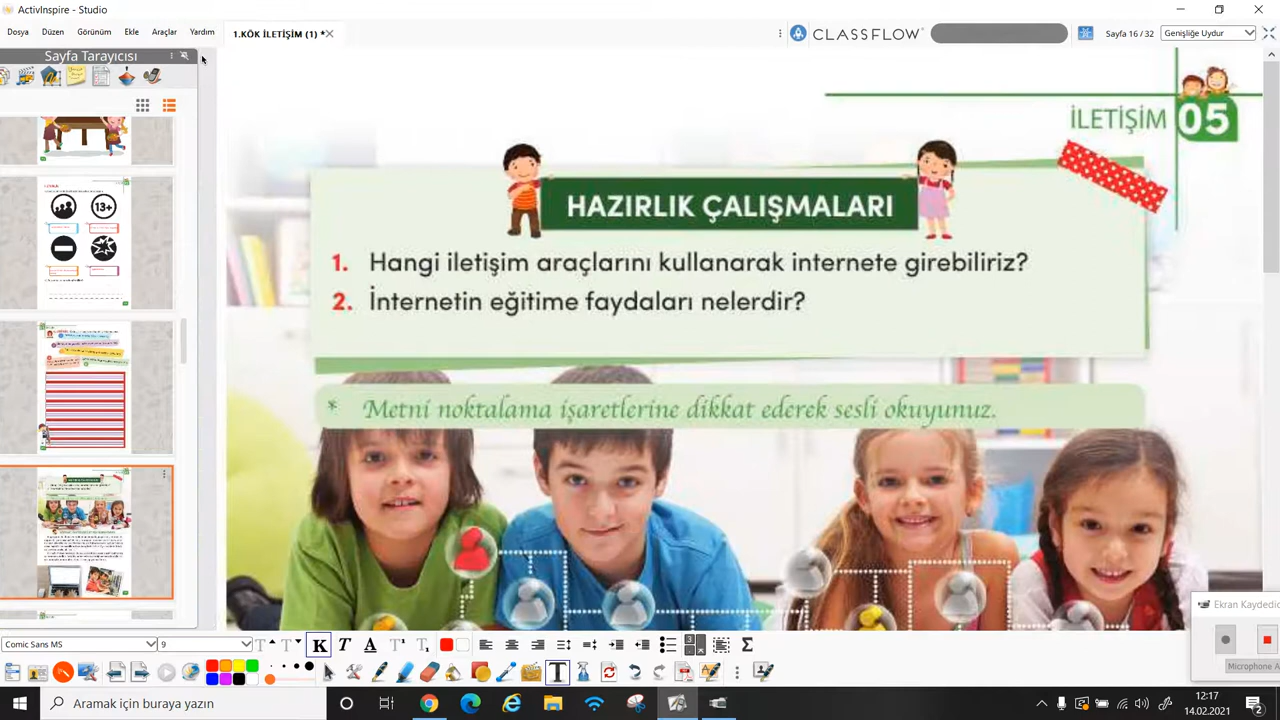 ActivInspire - Studio
Dosya Düzen Görünüm Ekle Araçlar Yardım
1.KÖK İLETİŞİM (1) *
CLASSFLOW
Sayfa 16 / 32
Genişliğe Uydur
Sayfa Tarayıcısı
13+
İLETİŞİM 05
HAZIRLIK ÇALIŞMALARI
1. Hangi iletişim araçlarını kullanarak internete girebiliriz?
2. İnternetin eğitime faydaları nelerdir?
* Metni noktalama işaretlerine dikkat ederek sesli okuyunuz.
Ekran Kaydedic
Microphone A
Comic Sans MS
9
Aramak için buraya yazın
12:17
14.02.2021
2